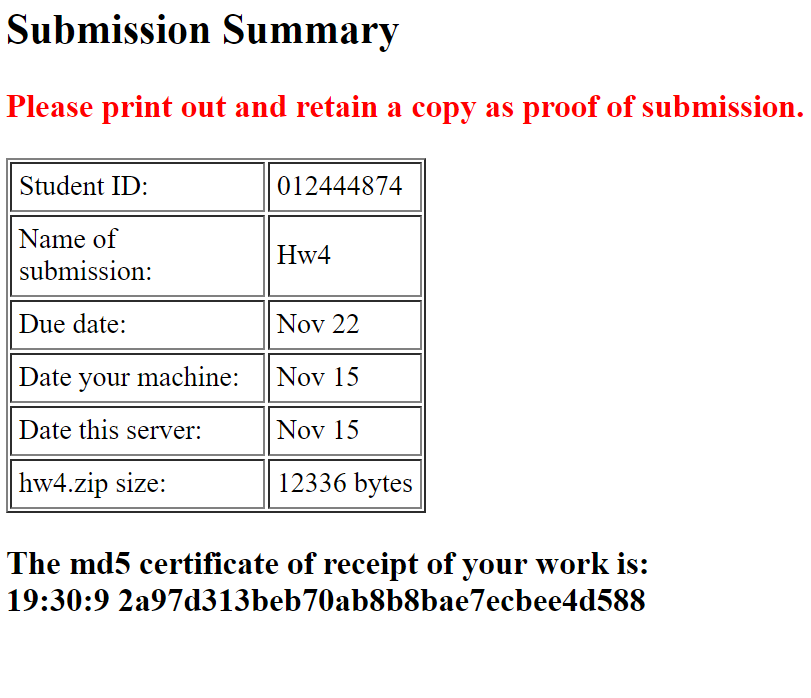 Submission Summary
Please print out and retain a copy as proof of submission.
Student ID: 012444874
Name of
submission: Hw4
Due date: Nov 22
Date your machine: Nov 15
Date this server: Nov 15
hw4.zip size: 12336 bytes
The md5 certificate of receipt of your work is:
19:30:9 2a97d313beb70ab8b8bae7ecbee4d588